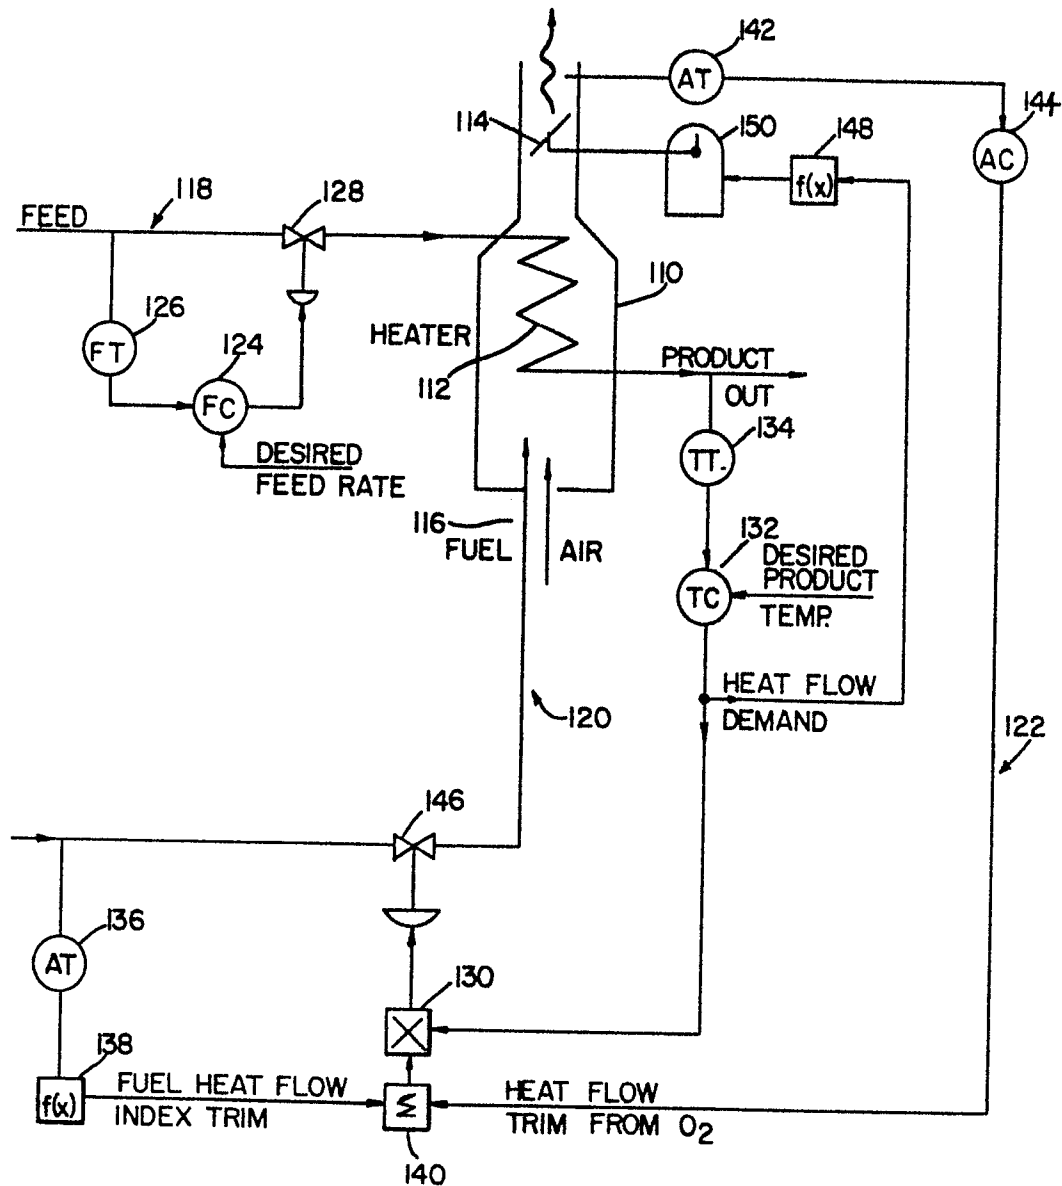 142
AT
144
114
150
148
AC
f(x)
118
128
FEED
110
126
HEATER
124
FT
PRODUCT
112
FC
OUT
134
TT.
DESIRED
FEED RATE
116
132
FUEL
AIR
DESIRED
PRODUCT
TC
TEMP.
HEAT FLOW
120
DEMAND
122
146
136
AT
130
X
138
FUEL HEAT FLOW
HEAT FLOW
f(x)
≤
INDEX TRIM
TRIM FROM O2
140